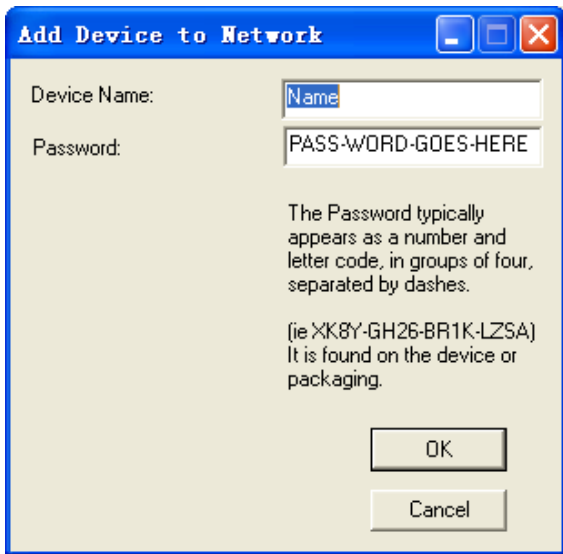 Add Device to Network
Device Name:
Name
Password:
PASS-WORD-GOES-HERE
The Password typically
appears as a number and
letter code, in groups of four,
separated by dashes.
(ie XK8Y-GH26-BR1K-LZSA)
It is found on the device or
packaging.
OK
Cancel